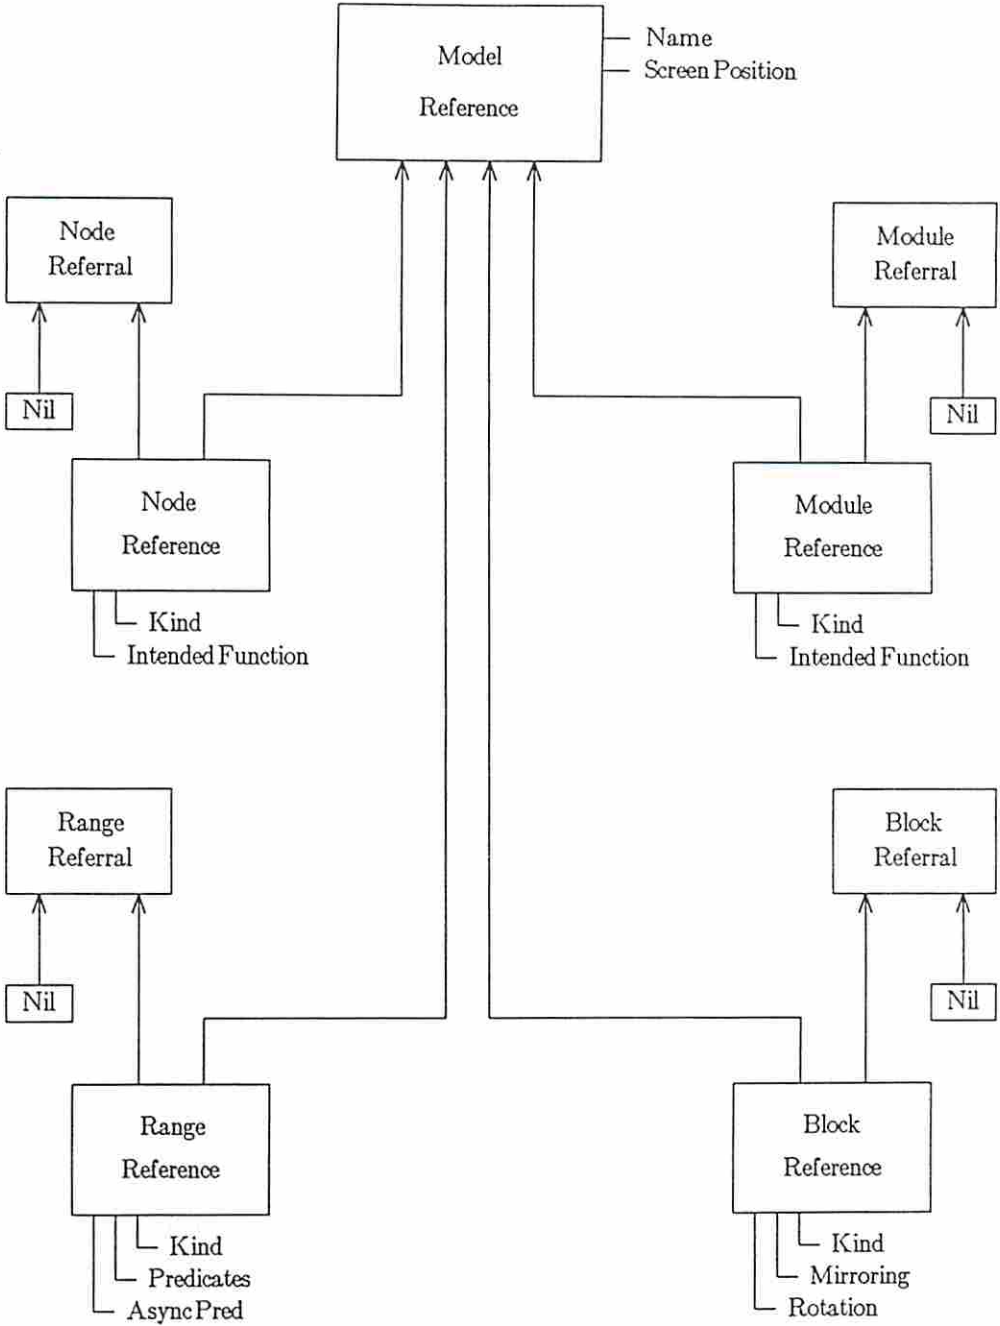 Model
Reference
Name
Screen Position
Node
Referral
Module
Referral
Nil
Nil
Node
Reference
Module
Reference
Kind
Intended Function
Kind
Intended Function
Range
Referral
Block
Referral
Nil
Nil
Range
Reference
Block
Reference
Kind
Predicates
Async Pred
Kind
Mirroring
Rotation